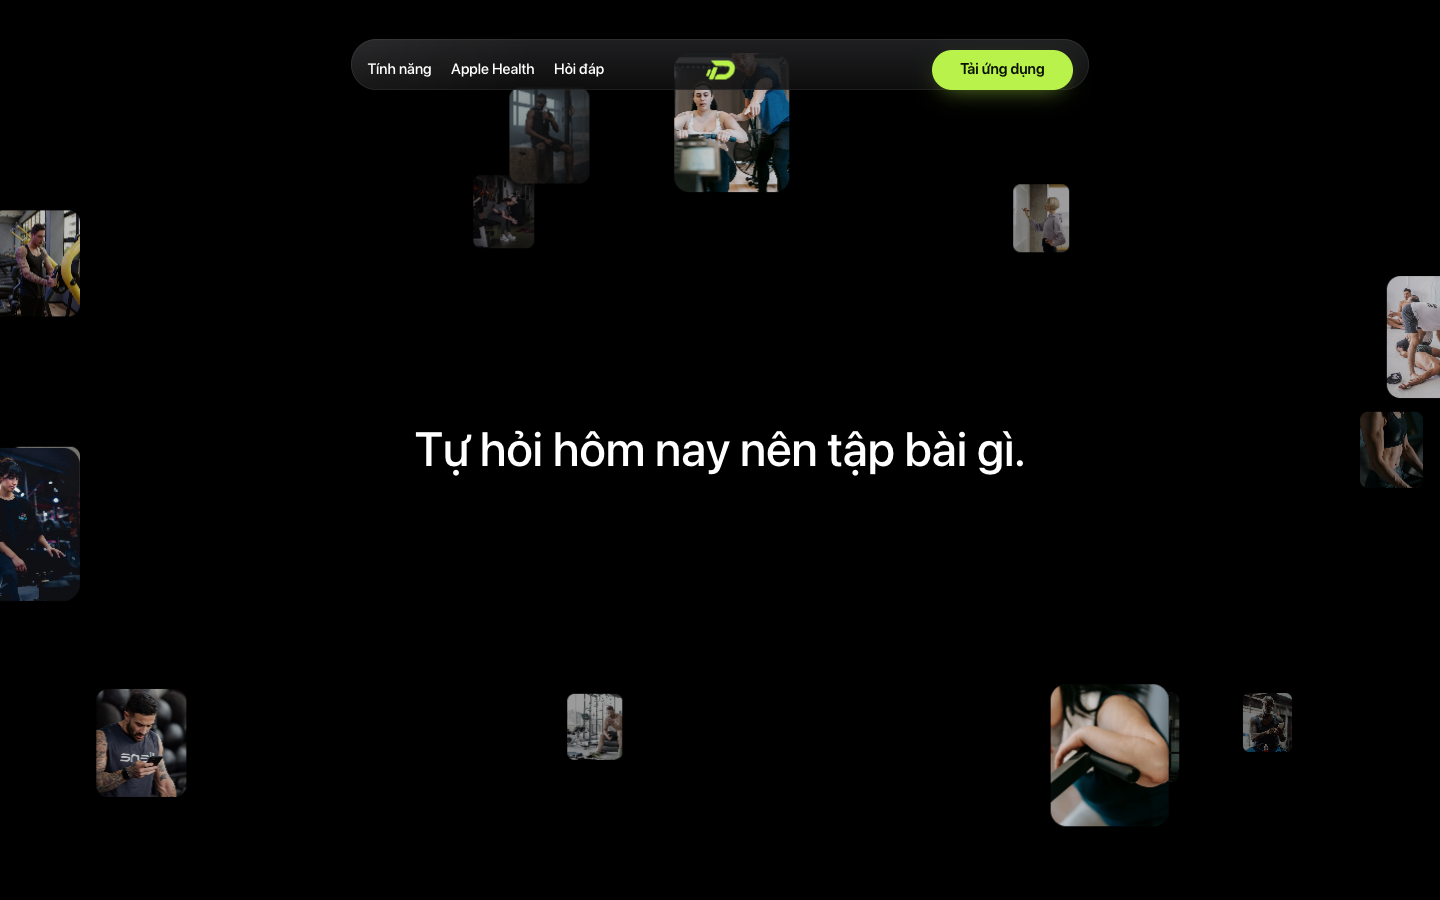 Tính năng
Apple Health
Hỏi đáp
Tải ứng dụng
Tự hỏi hôm nay nên tập bài gì.